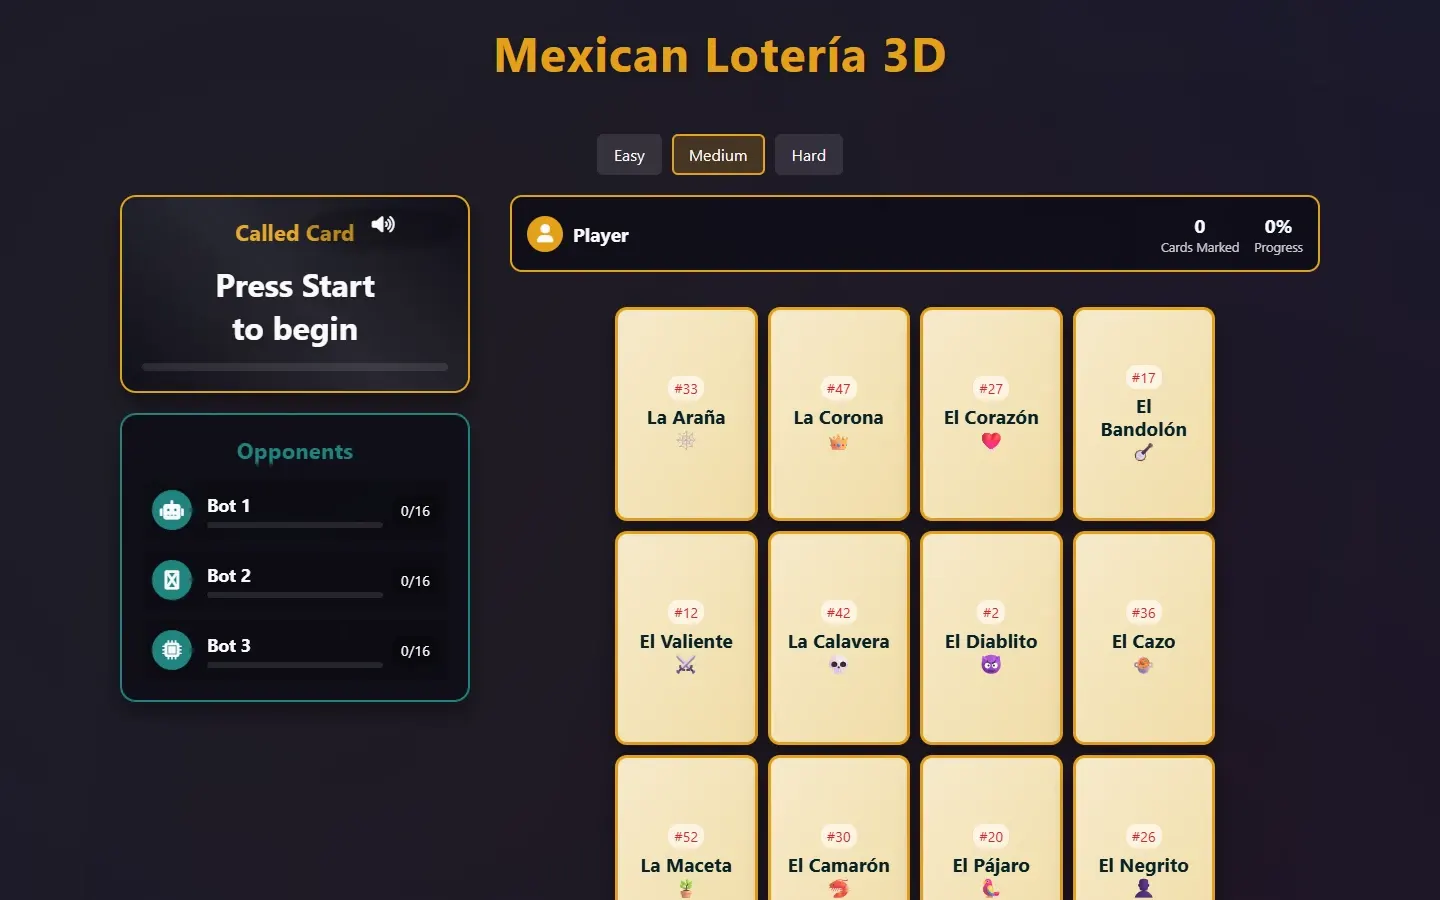 Mexican Lotería 3D
Easy
Medium
Hard
Called Card
Press Start
to begin
Opponents
Bot 1
0/16
Bot 2
0/16
Bot 3
0/16
Player
0
Cards Marked
0%
Progress
#33
La Araña
#47
La Corona
#27
El Corazón
#17
El
Bandolón
#12
El Valiente
#42
La Calavera
#2
El Diablito
#36
El Cazo
#52
La Maceta
#30
El Camarón
#20
El Pájaro
#26
El Negrito